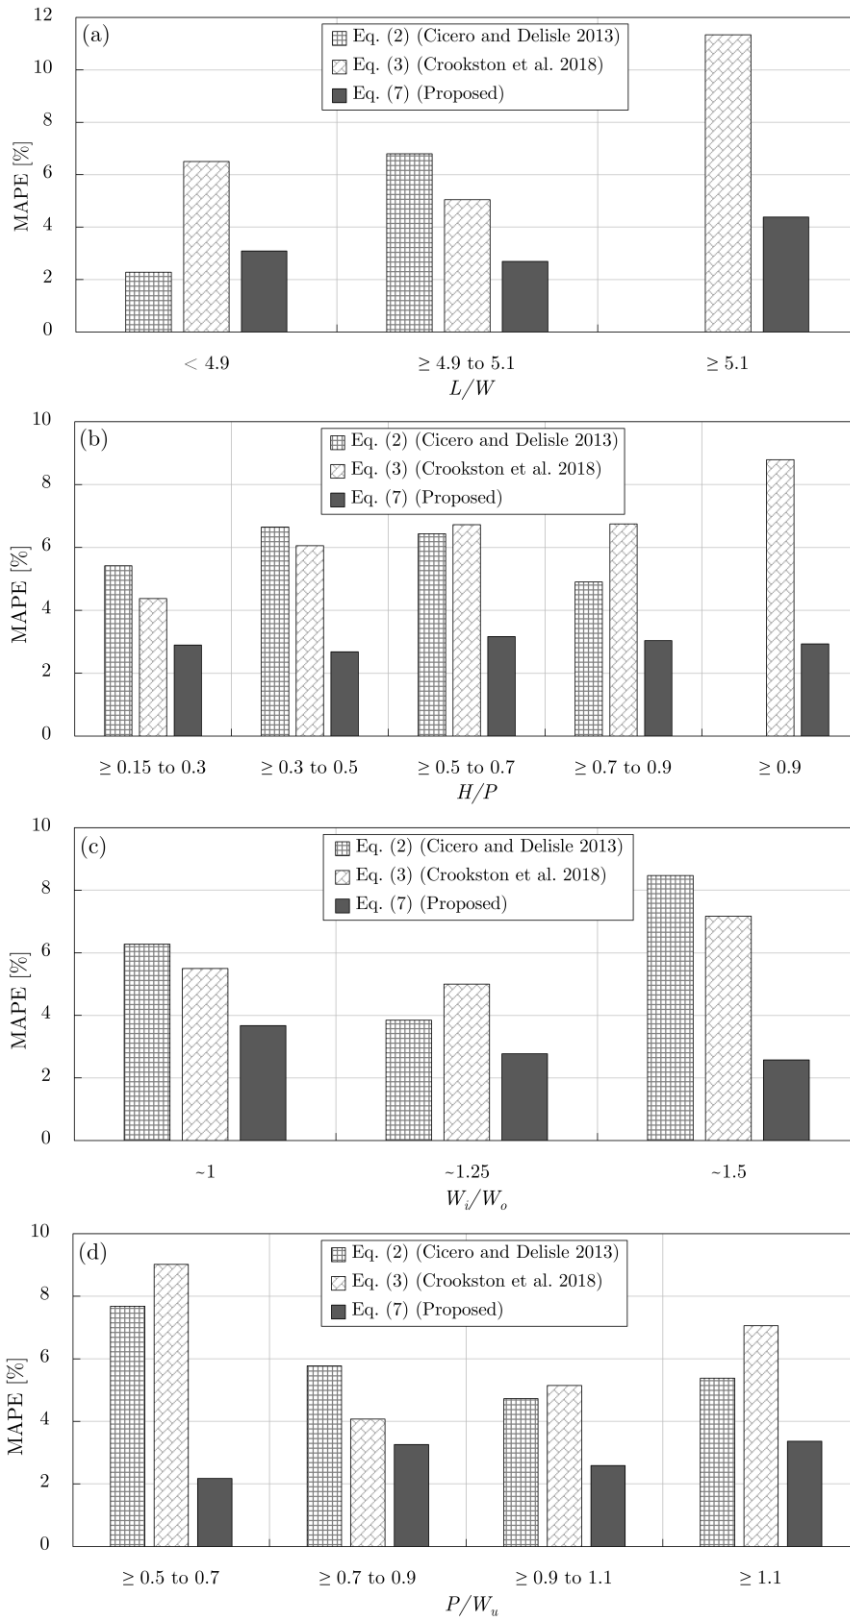 (a)
Eq. (2) (Cicero and Delisle 2013)
Eq. (3) (Crookston et al. 2018)
Eq. (7) (Proposed)
MAPE [%]
12
10
8
6
4
2
0
< 4.9
≥ 4.9 to 5.1
≥ 5.1
L/W
(b)
Eq. (2) (Cicero and Delisle 2013)
Eq. (3) (Crookston et al. 2018)
Eq. (7) (Proposed)
MAPE [%]
10
8
6
4
2
0
≥ 0.15 to 0.3
≥ 0.3 to 0.5
≥ 0.5 to 0.7
≥ 0.7 to 0.9
≥ 0.9
H/P
(c)
Eq. (2) (Cicero and Delisle 2013)
Eq. (3) (Crookston et al. 2018)
Eq. (7) (Proposed)
MAPE [%]
10
8
6
4
2
0
~1
~1.25
~1.5
Wi/Wo
(d)
Eq. (2) (Cicero and Delisle 2013)
Eq. (3) (Crookston et al. 2018)
Eq. (7) (Proposed)
MAPE [%]
10
8
6
4
2
0
≥ 0.5 to 0.7
≥ 0.7 to 0.9
≥ 0.9 to 1.1
≥ 1.1
P/Wu